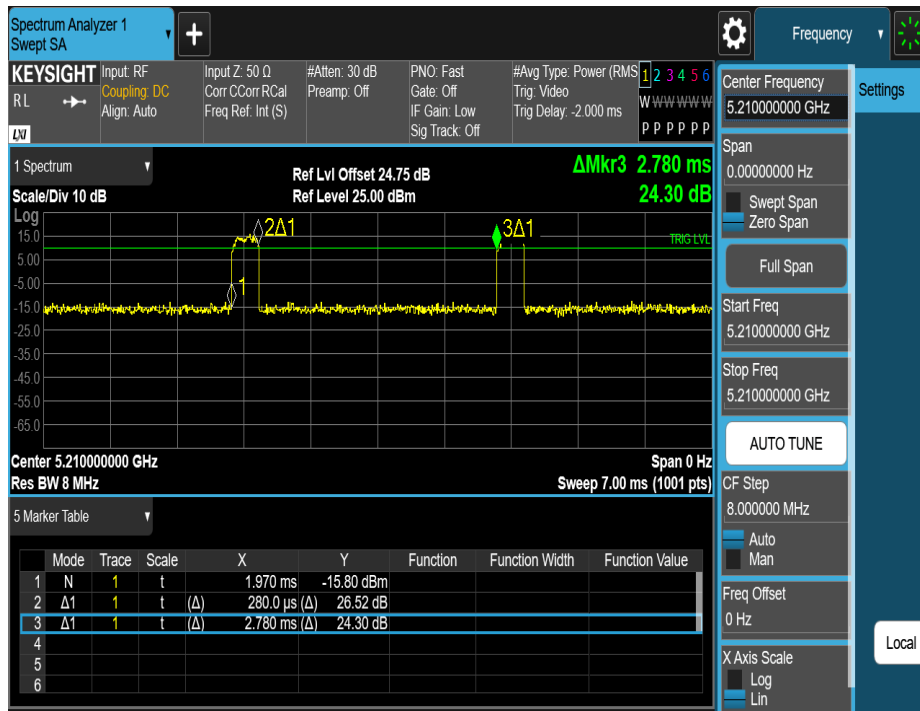 Spectrum Analyzer 1
Swept SA
+
Frequency
KEYSIGHT
RL
LXI
Input: RF
Coupling: DC
Align: Auto
Input Z: 50 Ω
Corr CCorr RCal
Freq Ref: Int (S)
#Atten: 30 dB
Preamp: Off
PNO: Fast
Gate: Off
IF Gain: Low
Sig Track: Off
#Avg Type: Power (RMS
Trig: Video
Trig Delay: -2.000 ms
1 2 3 4 5 6
W W W W W W
P P P P P P
1 Spectrum
Scale/Div 10 dB
Ref Lvl Offset 24.75 dB
Ref Level 25.00 dBm
ΔMkr3 2.780 ms
24.30 dB
Log
15.0
5.00
-5.00
-15.0
-25.0
-35.0
-45.0
-55.0
-65.0
2Δ1
1
3Δ1
TRIG LVL
Center 5.210000000 GHz
Res BW 8 MHz
Span 0 Hz
Sweep 7.00 ms (1001 pts)
5 Marker Table
Mode Trace Scale X Y Function Function Width Function Value
1 N 1 t 1.970 ms -15.80 dBm
2 Δ1 1 t (Δ) 280.0 µs (Δ) 26.52 dB
3 Δ1 1 t (Δ) 2.780 ms (Δ) 24.30 dB
4
5
6
Center Frequency
5.210000000 GHz
Span
0.00000000 Hz
Swept Span
Zero Span
Full Span
Start Freq
5.210000000 GHz
Stop Freq
5.210000000 GHz
AUTO TUNE
CF Step
8.000000 MHz
Auto
Man
Freq Offset
0 Hz
X Axis Scale
Log
Lin
Settings
Local